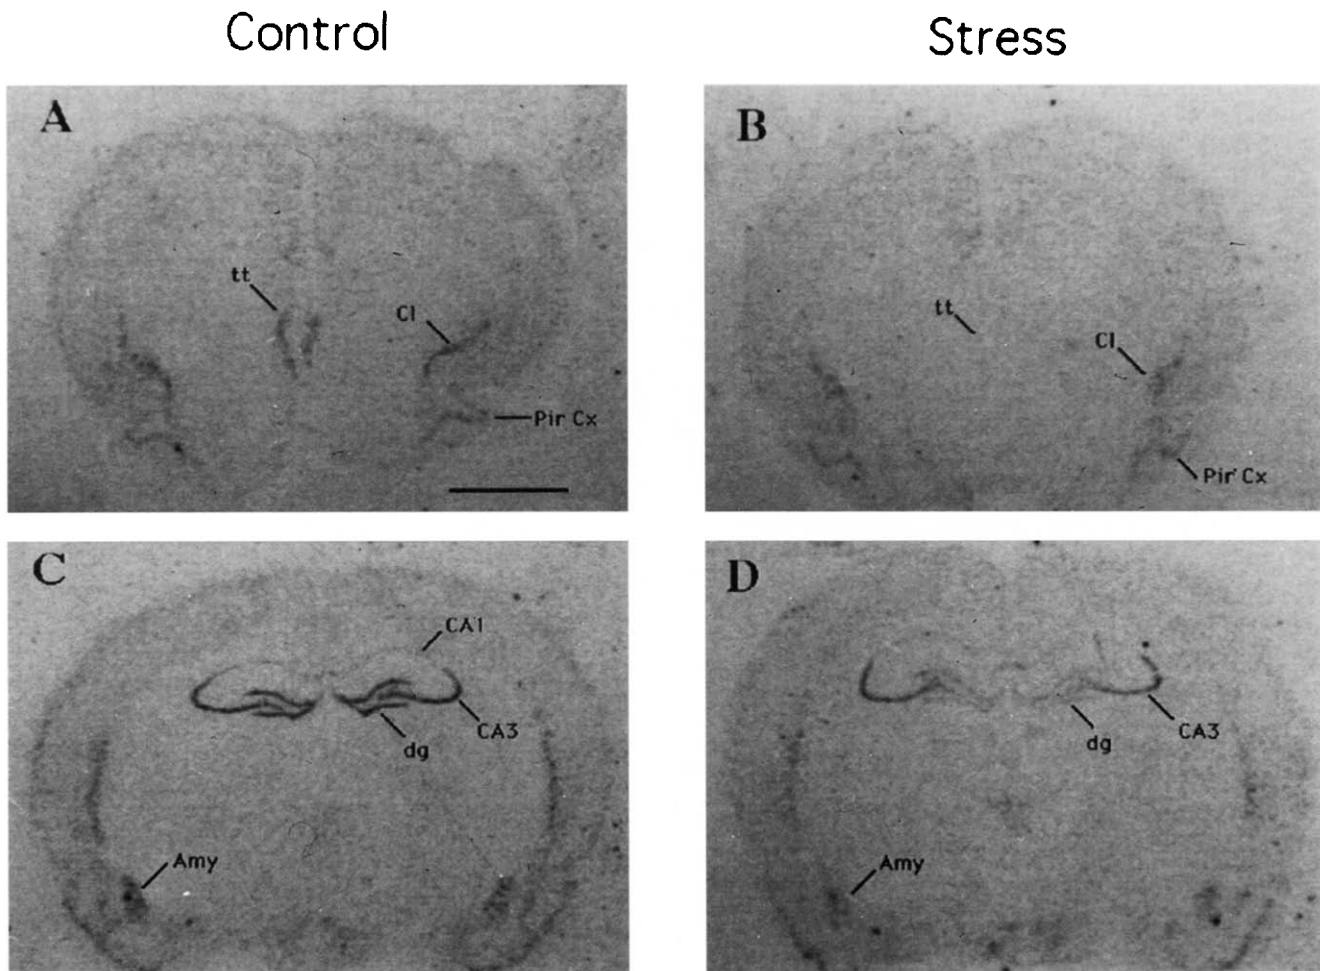 Control
Stress
A
tt
Cl
Pir Cx
B
tt
Cl
Pir Cx
C
CA1
CA3
dg
Amy
D
dg
CA3
Amy